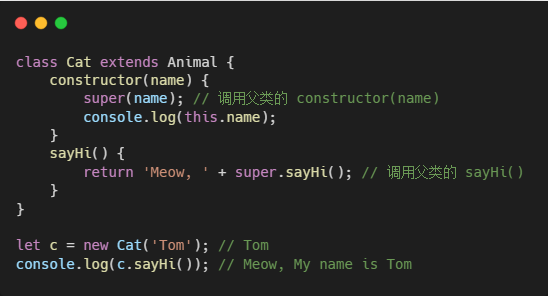 class Cat extends Animal {
    constructor(name) {
        super(name); // 调用父类的 constructor(name)
        console.log(this.name);
    }
    sayHi() {
        return 'Meow, ' + super.sayHi(); // 调用父类的 sayHi()
    }
}

let c = new Cat('Tom'); // Tom
console.log(c.sayHi()); // Meow, My name is Tom